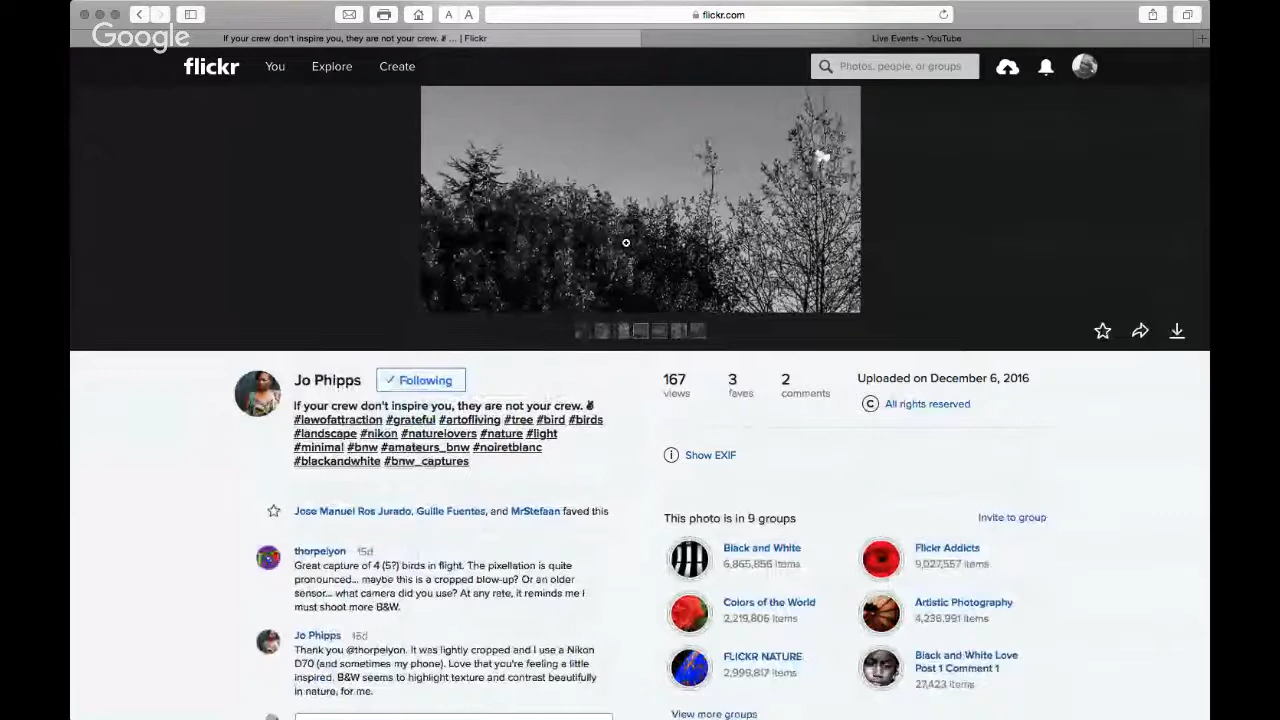 flickr.com
Google
If your crew don't inspire you, they are not your crew. ✌ ... | Flickr
Live Events - YouTube
flickr
You
Explore
Create
Photos, people, or groups
Jo Phipps
✓ Following
If your crew don't inspire you, they are not your crew. ✌
#lawofattraction #grateful #artofliving #tree #bird #birds
#landscape #nikon #naturelovers #nature #light
#minimal #bnw #amateurs_bnw #noiretblanc
#blackandwhite #bnw_captures
167
views
3
faves
2
comments
Uploaded on December 6, 2016
All rights reserved
Show EXIF
Jose Manuel Ros Jurado, Guille Fuentes, and MrStefaan faved this
thorpelyon 15d
Great capture of 4 (5?) birds in flight. The pixellation is quite
pronounced... maybe this is a cropped blow-up? Or an older
sensor... what camera did you use? At any rate, it reminds me I
must shoot more B&W.
Jo Phipps 15d
Thank you @thorpelyon. It was lightly cropped and I use a Nikon
D70 (and sometimes my phone). Love that you're feeling a little
inspired. B&W seems to highlight texture and contrast beautifully
in nature, for me.
This photo is in 9 groups
Invite to group
Black and White
6,865,856 items
Flickr Addicts
9,027,557 items
Colors of the World
2,219,806 items
Artistic Photography
4,236,991 items
FLICKR NATURE
2,996,817 items
Black and White Love
Post 1 Comment 1
27,423 items
View more groups